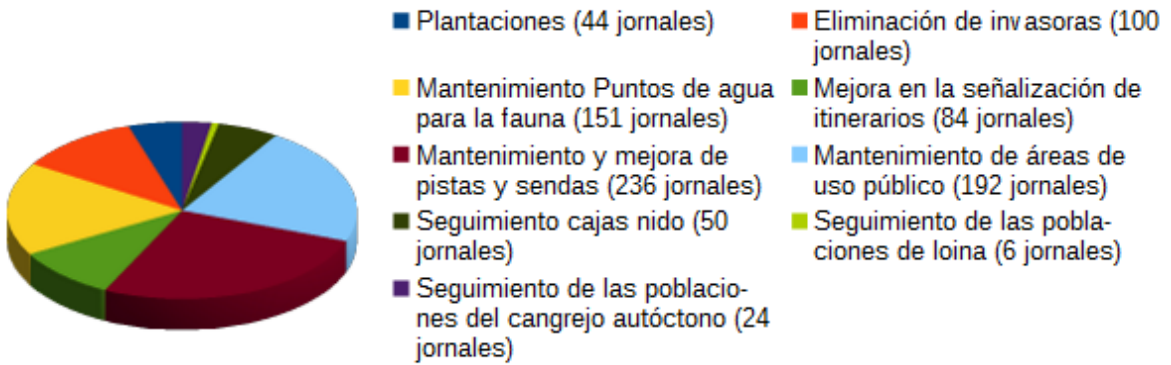 Plantaciones (44 jornales)
Eliminación de invasoras (100
jornales)
Mantenimiento Puntos de agua
para la fauna (151 jornales)
Mejora en la señalización de
itinerarios (84 jornales)
Mantenimiento y mejora de
pistas y sendas (236 jornales)
Mantenimiento de áreas de
uso público (192 jornales)
Seguimiento cajas nido (50
jornales)
Seguimiento de las pobla-
ciones de loina (6 jornales)
Seguimiento de las poblacio-
nes del cangrejo autóctono (24
jornales)